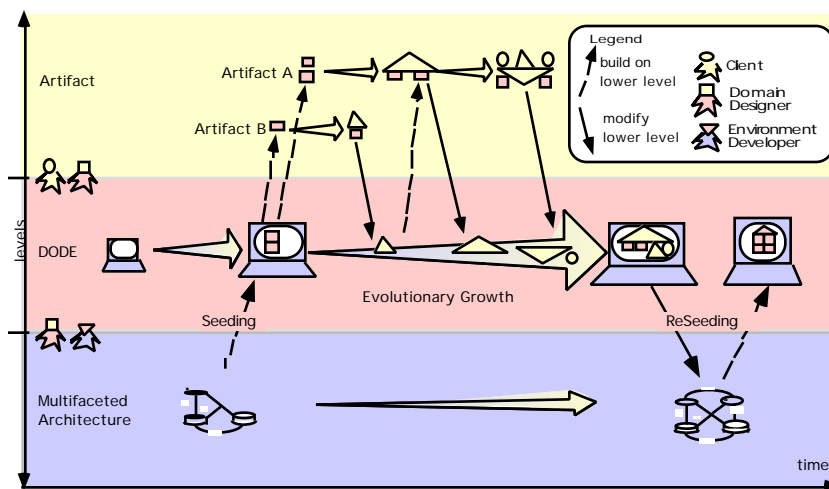 Legend
build on
lower level
modify
lower level
Client
Domain
Designer
Environment
Developer
Artifact
Artifact A
Artifact B
levels
DODE
Evolutionary Growth
Seeding
ReSeeding
Multifaceted
Architecture
time